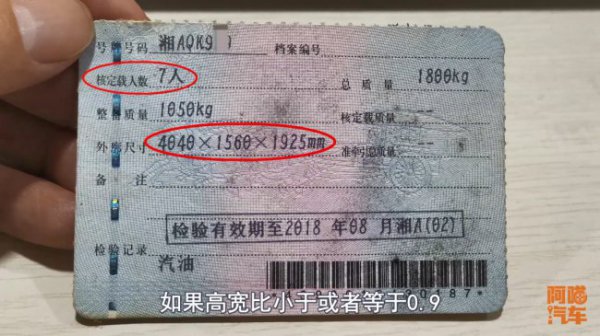 号牌号码 湘AQK9 档案编号
核定载人数 7人 总质量 1800kg
整备质量 1050kg 核定载质量
外廓尺寸 4040×1560×1925mm 准牵引总质量
备注
检验有效期至2018年08月湘A(02)
检验记录
汽油
如果高宽比小于或者等于0.9
阿喵汽车